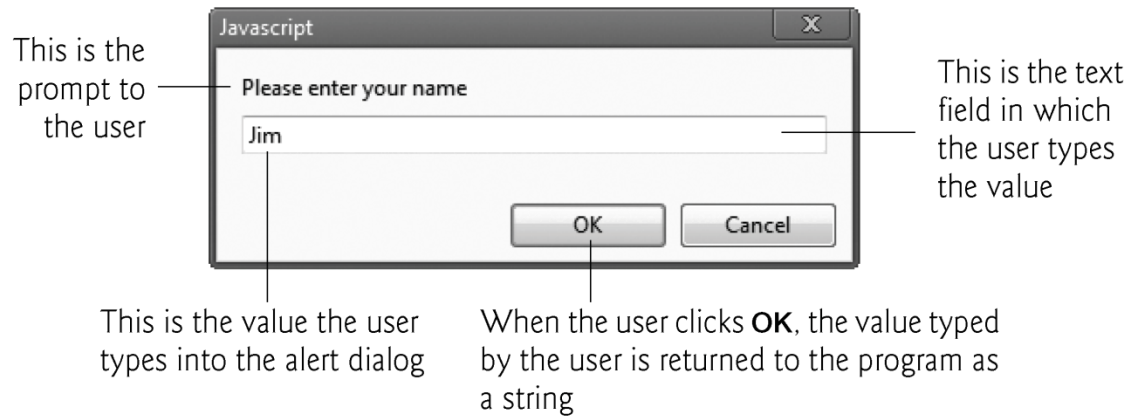 Javascript
X
This is the
prompt to
the user
Please enter your name
Jim
This is the text
field in which
the user types
the value
OK
Cancel
This is the value the user
types into the alert dialog
When the user clicks OK, the value typed
by the user is returned to the program as
a string